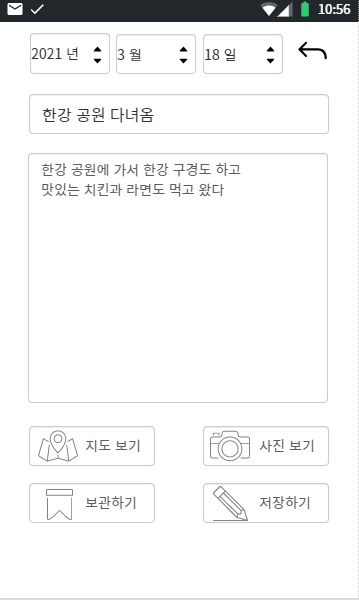 10:56
2021 년 3 월 18 일
한강 공원 다녀옴
한강 공원에 가서 한강 구경도 하고
맛있는 치킨과 라면도 먹고 왔다
지도 보기 사진 보기
보관하기 저장하기